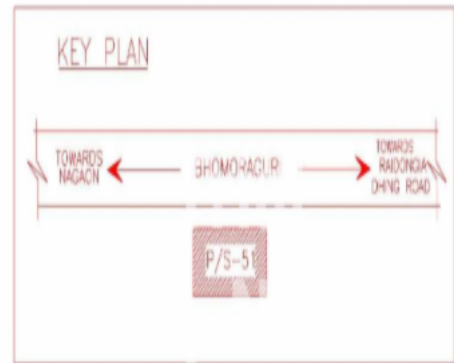 KEY PLAN
TOWARDS
NAGAON
BHOMORAGURI
TOWARDS
RAIDONGIA
DHING ROAD
P/S-51